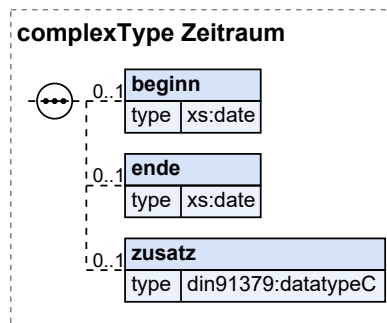 complexType Zeitraum
0..1 beginn
type xs:date
0..1 ende
type xs:date
0..1 zusatz
type din91379:datatypeC